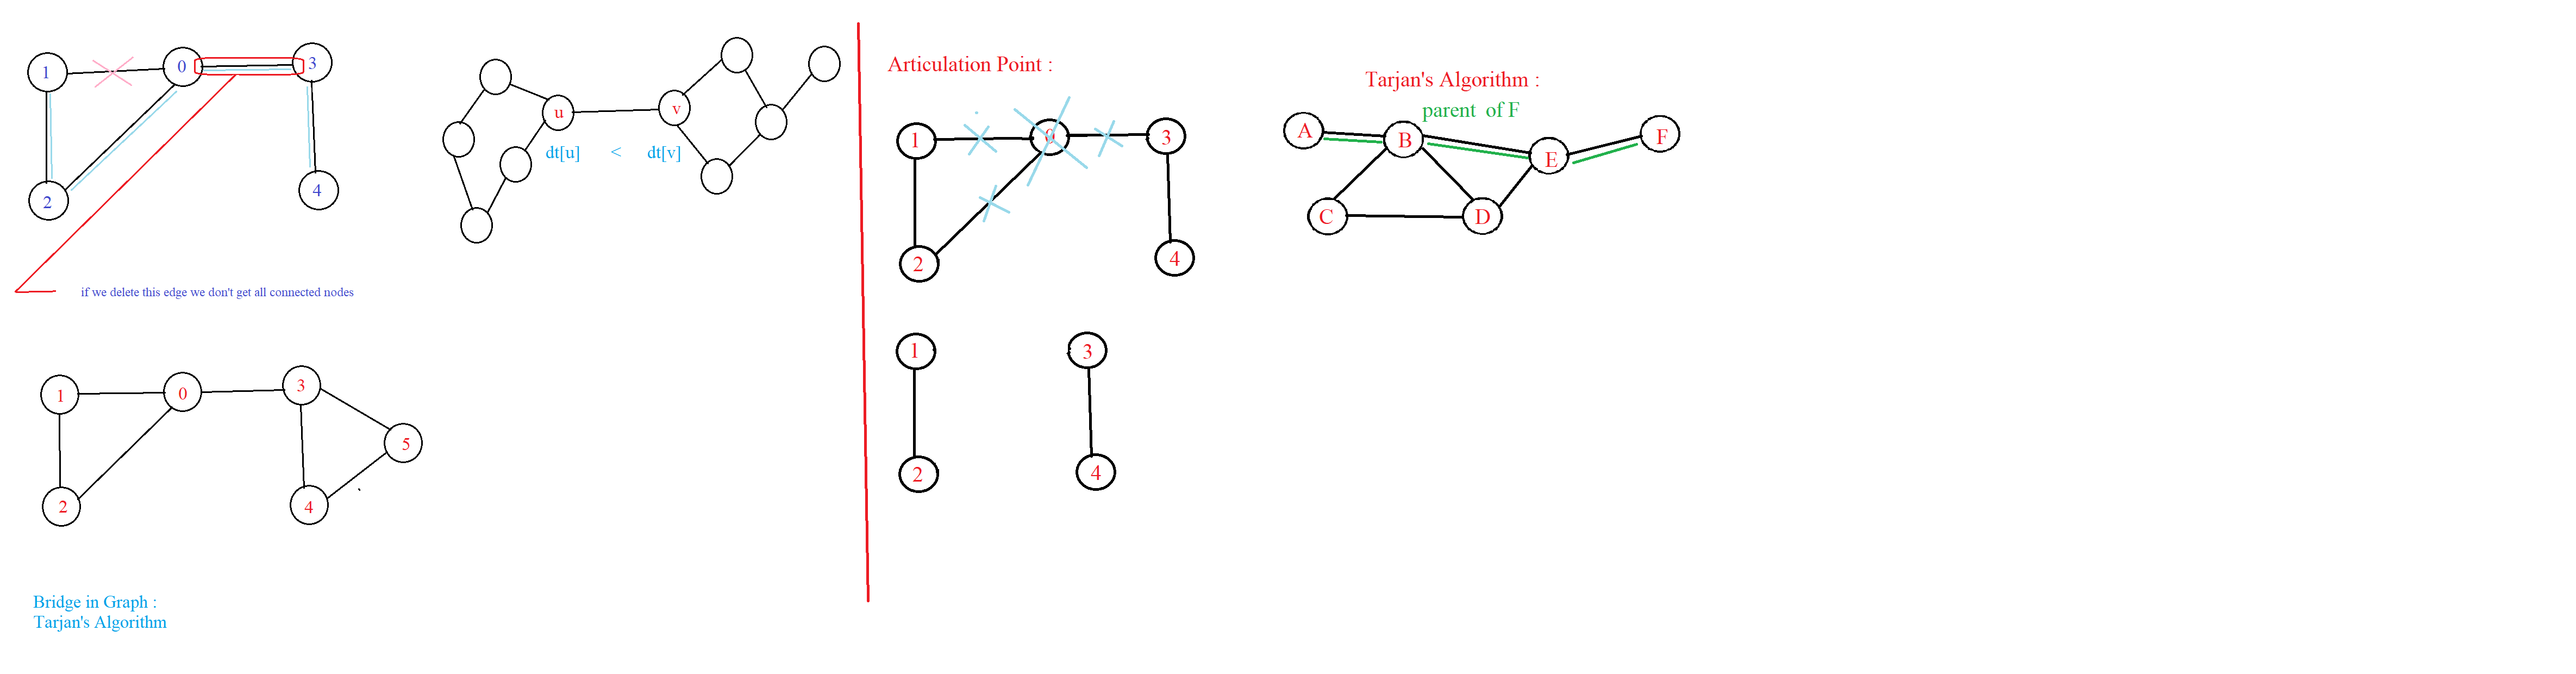 1
0
3
2
4
if we delete this edge we don't get all connected nodes
u
v
dt[u] < dt[v]
1
0
3
5
2
4
Bridge in Graph :
Tarjan's Algorithm
Articulation Point :
1
0
3
2
4
1
3
2
4
Tarjan's Algorithm :
parent of F
A
B
E
F
C
D